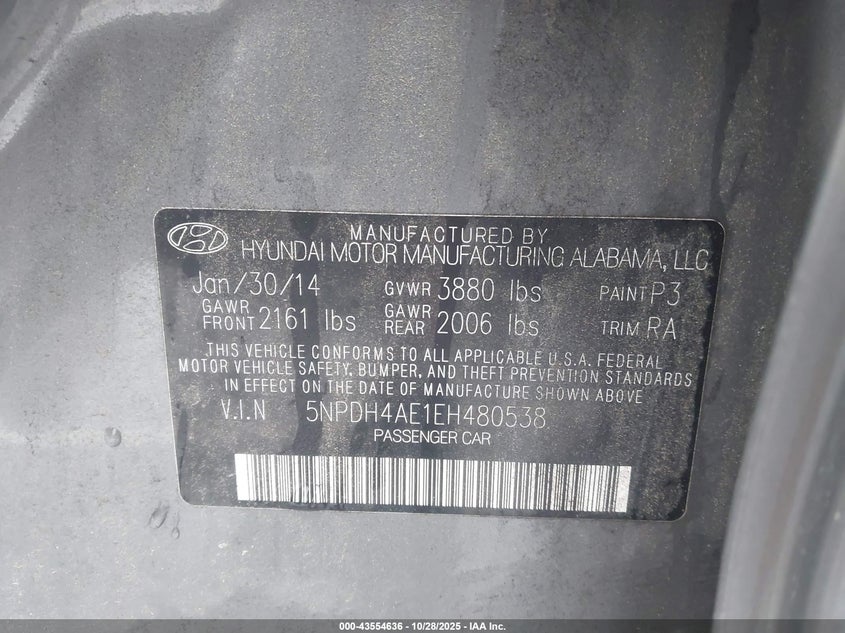 MANUFACTURED BY
HYUNDAI MOTOR MANUFACTURING ALABAMA, LLC
Jan/30/14 GVWR 3880 lbs PAINT P3
GAWR FRONT 2161 lbs GAWR REAR 2006 lbs TRIM RA
THIS VEHICLE CONFORMS TO ALL APPLICABLE U.S.A. FEDERAL
MOTOR VEHICLE SAFETY, BUMPER, AND THEFT PREVENTION STANDARDS
IN EFFECT ON THE DATE OF MANUFACTURE SHOWN ABOVE
V.I.N 5NPDH4AE1EH480538
PASSENGER CAR
000-43554636 - 10/28/2025 - IAA Inc.